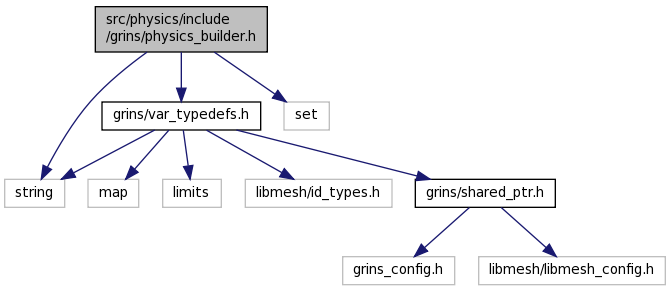 src/physics/include
/grins/physics_builder.h
grins/var_typedefs.h
set
string
map
limits
libmesh/id_types.h
grins/shared_ptr.h
grins_config.h
libmesh/libmesh_config.h